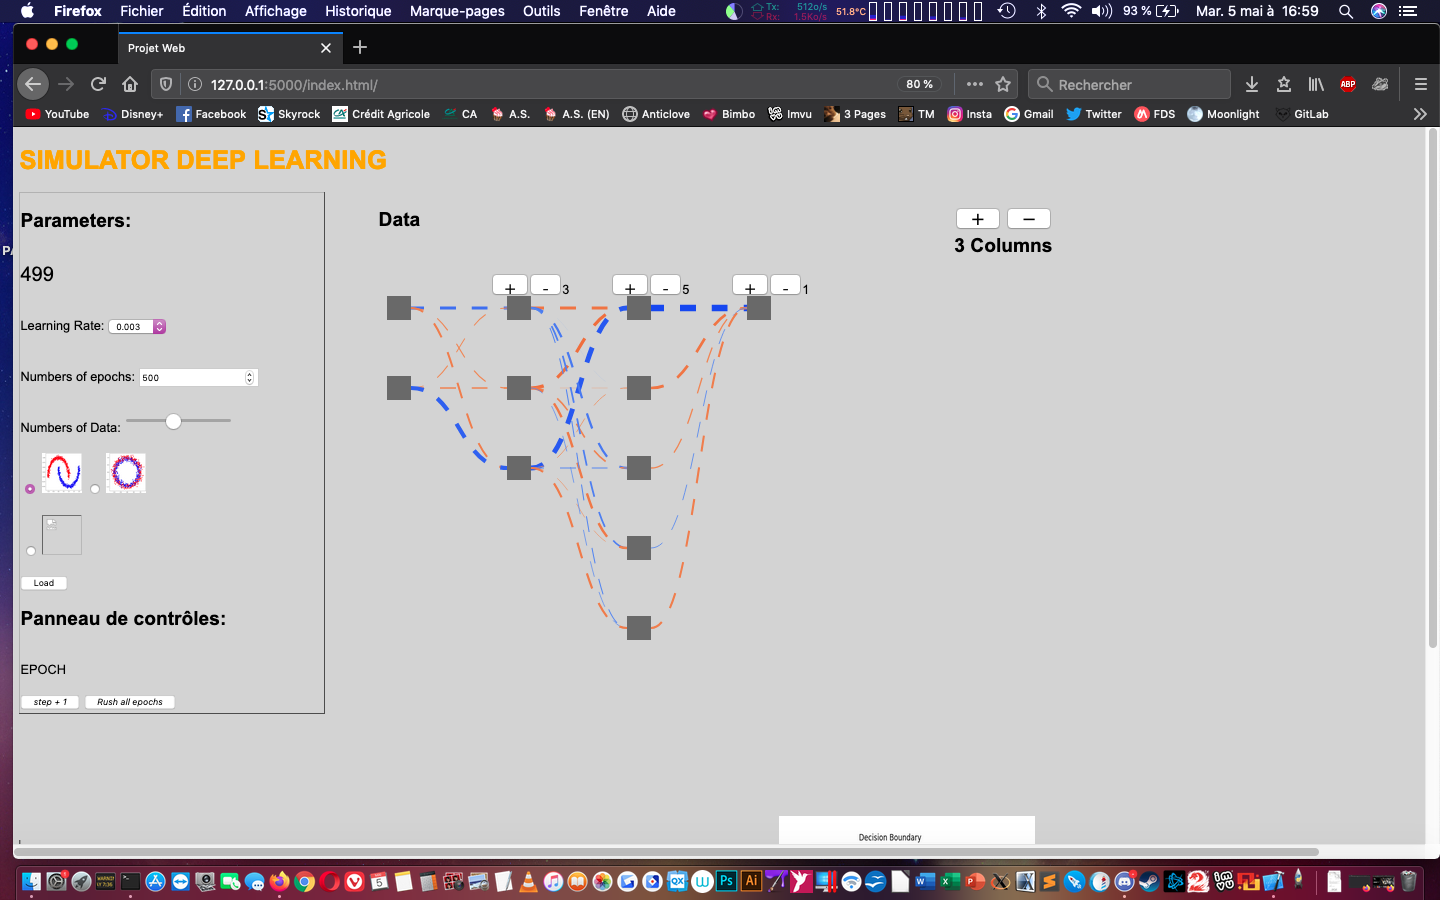 Firefox Fichier Édition Affichage Historique Marque-pages Outils Fenêtre Aide Tx: 512o/s Rx: 1.5Ko/s 51.8°C 93 % Mar. 5 mai à 16:59
Projet Web
127.0.0.1:5000/index.html/ 80 % Rechercher ABP
YouTube Disney+ Facebook Skyrock Crédit Agricole CA A.S. A.S. (EN) Anticlove Bimbo Imvu 3 Pages TM Insta Gmail Twitter FDS Moonlight GitLab
SIMULATOR DEEP LEARNING
Parameters:
Data
+ −
3 Columns
499
+ - 3 + - 5 + - 1
Learning Rate: 0.003
Numbers of epochs: 500
Numbers of Data:
Load
Panneau de contrôles:
EPOCH
step + 1 Rush all epochs
Decision Boundary